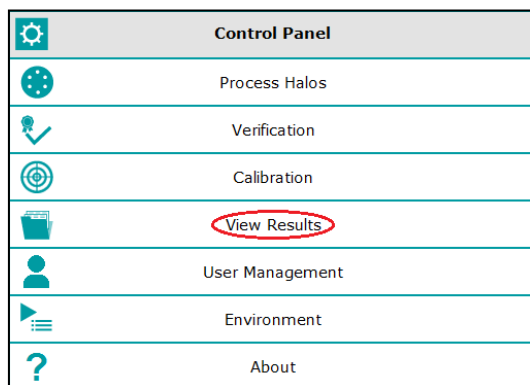 Control Panel
Process Halos
Verification
Calibration
View Results
User Management
Environment
About